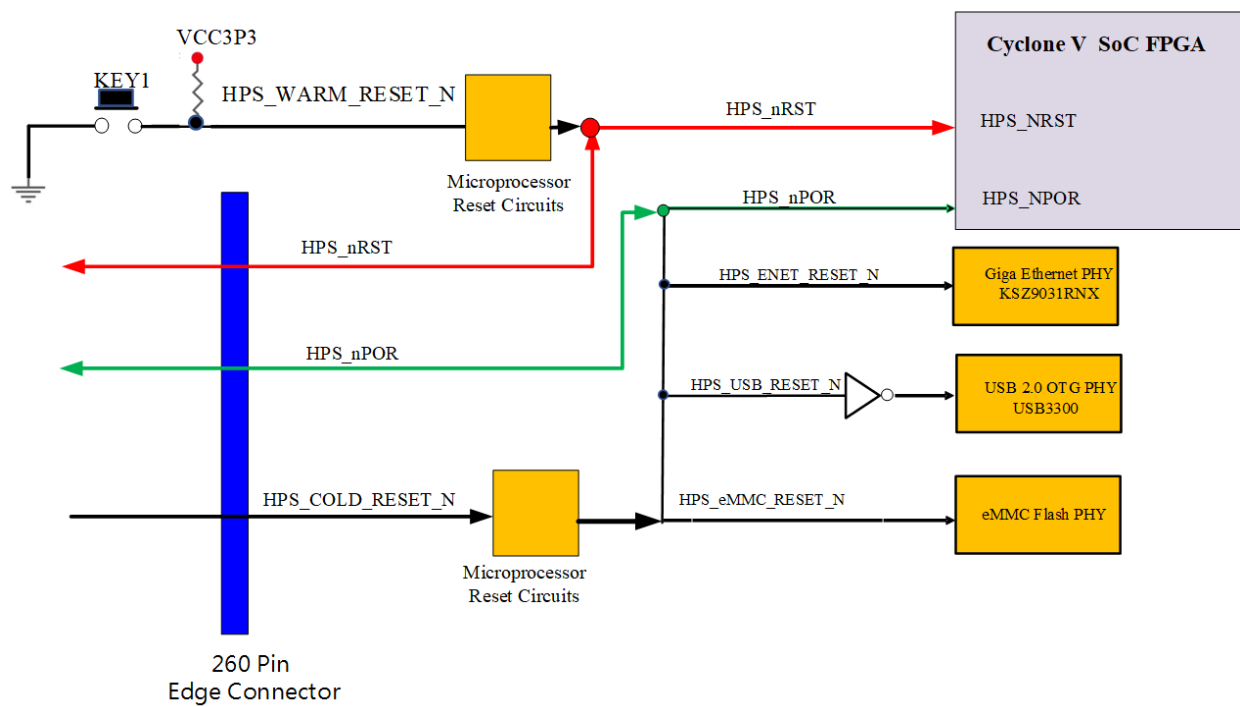 VCC3P3
KEY1
HPS_WARM_RESET_N
Microprocessor
Reset Circuits
HPS_nRST
Cyclone V SoC FPGA
HPS_NRST
HPS_nPOR
HPS_NPOR
HPS_nRST
HPS_ENET_RESET_N
Giga Ethernet PHY
KSZ9031RNX
HPS_nPOR
HPS_USB_RESET_N
USB 2.0 OTG PHY
USB3300
HPS_COLD_RESET_N
Microprocessor
Reset Circuits
HPS_eMMC_RESET_N
eMMC Flash PHY
260 Pin
Edge Connector